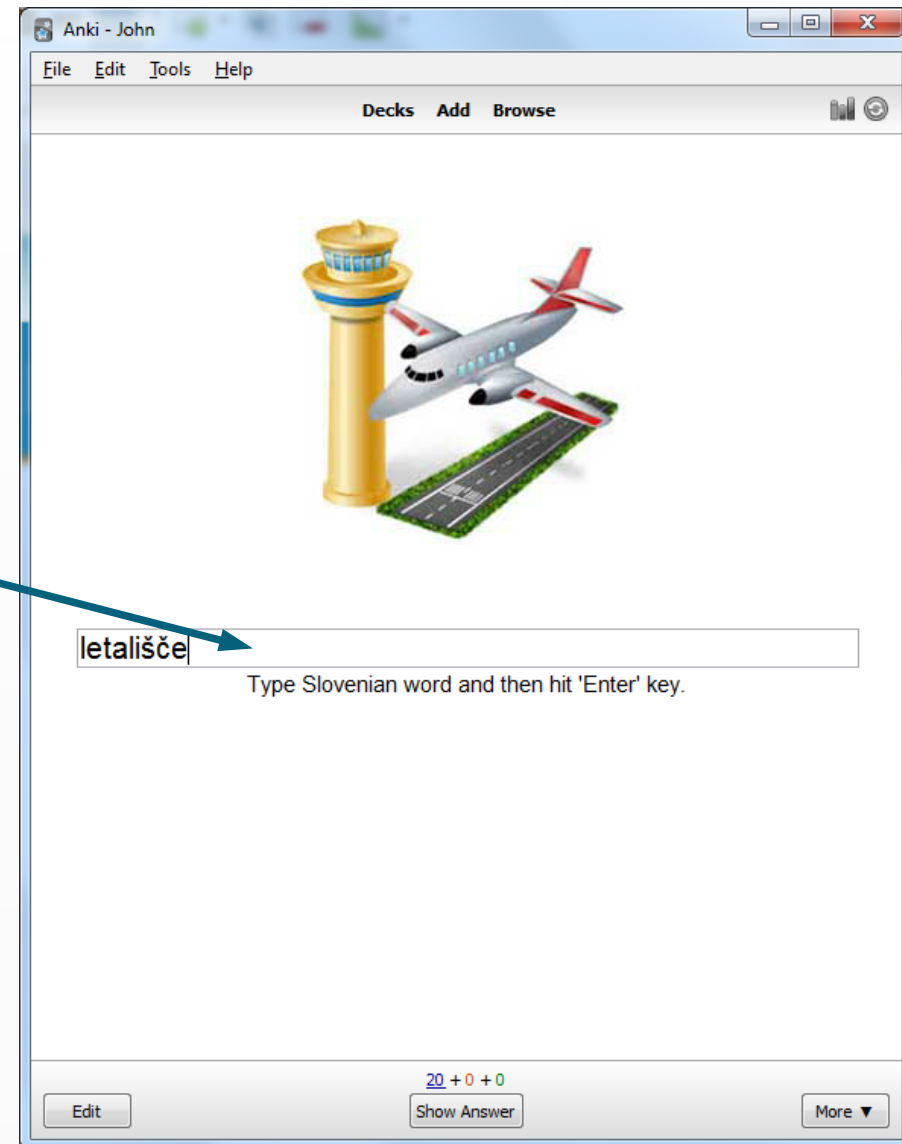 Anki - John
File Edit Tools Help
Decks Add Browse
letališče
Type Slovenian word and then hit 'Enter' key.
20 + 0 + 0
Edit Show Answer More ▼